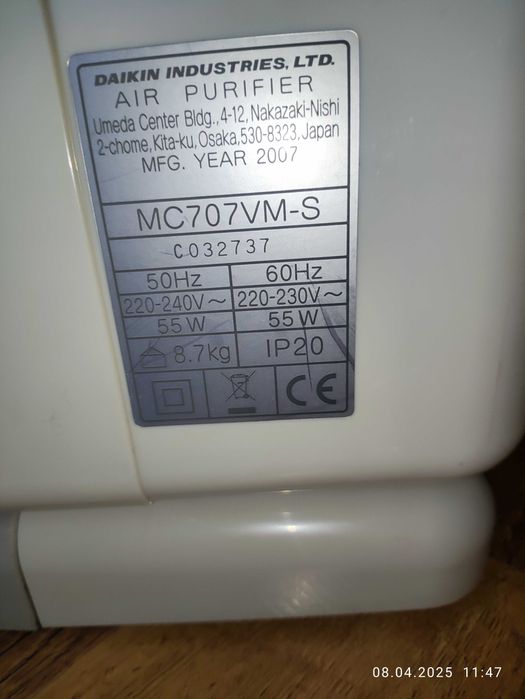 DAIKIN INDUSTRIES, LTD.
AIR PURIFIER
Umeda Center Bldg., 4-12, Nakazaki-Nishi
2-chome, Kita-ku, Osaka, 530-8323, Japan
MFG. YEAR 2007
MC707VM-S
C032737
50Hz 60Hz
220-240V~ 220-230V~
55W 55W
8.7kg IP20
CE
08.04.2025 11:47